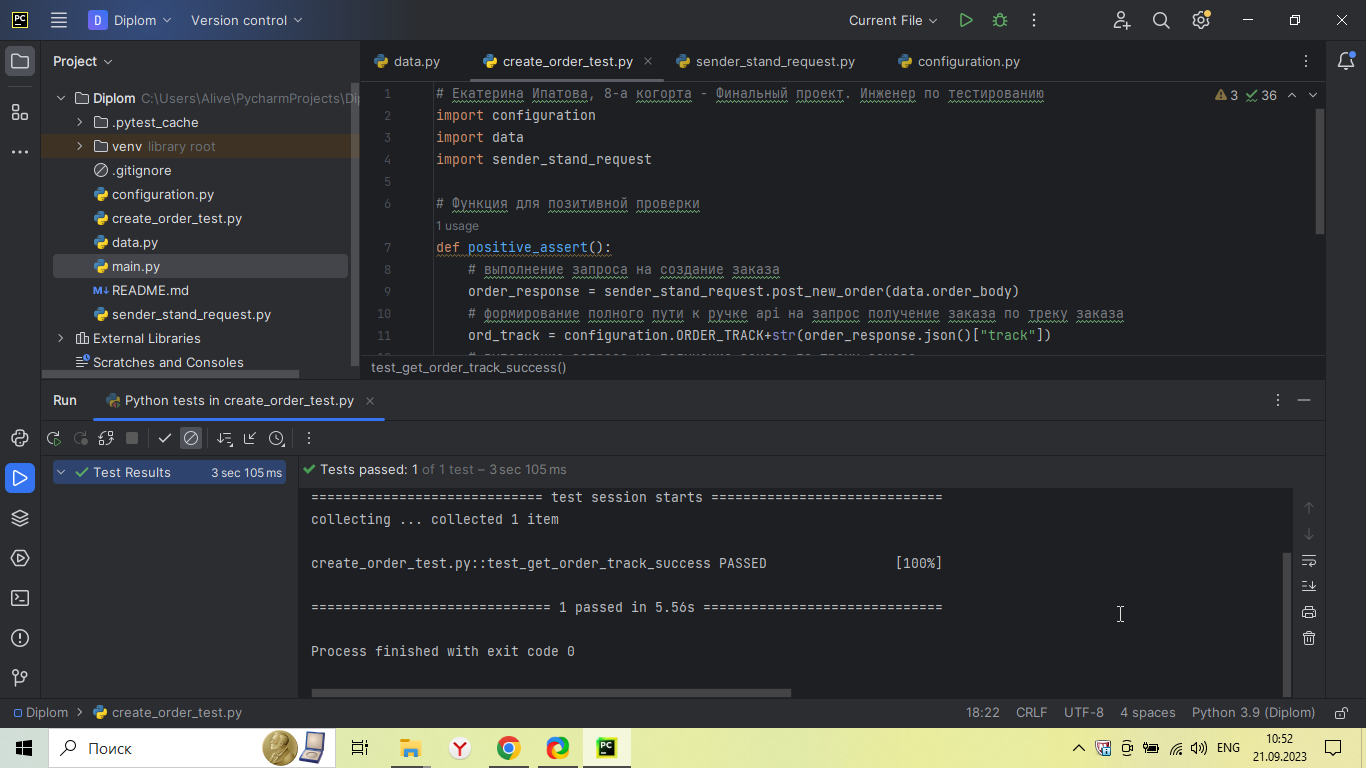 PC
D Diplom Version control Current File
Project
Diplom C:\Users\Alive\PycharmProjects\Dip
.pytest_cache
venv library root
.gitignore
configuration.py
create_order_test.py
data.py
main.py
M↓ README.md
sender_stand_request.py
External Libraries
Scratches and Consoles
data.py create_order_test.py sender_stand_request.py configuration.py
3 36
1 # Екатерина Ипатова, 8-а когорта - Финальный проект. Инженер по тестированию
2 import configuration
3 import data
4 import sender_stand_request
5
6 # Функция для позитивной проверки
1 usage
7 def positive_assert():
8 # выполнение запроса на создание заказа
9 order_response = sender_stand_request.post_new_order(data.order_body)
10 # формирование полного пути к ручке api на запрос получение заказа по треку заказа
11 ord_track = configuration.ORDER_TRACK+str(order_response.json()["track"])
test_get_order_track_success()
Run Python tests in create_order_test.py
Test Results 3 sec 105 ms
Tests passed: 1 of 1 test – 3 sec 105 ms
============================= test session starts =============================
collecting ... collected 1 item
create_order_test.py::test_get_order_track_success PASSED [100%]
============================== 1 passed in 5.56s ==============================
Process finished with exit code 0
Diplom create_order_test.py 18:22 CRLF UTF-8 4 spaces Python 3.9 (Diplom)
Поиск
PC
ENG
10:52
21.09.2023